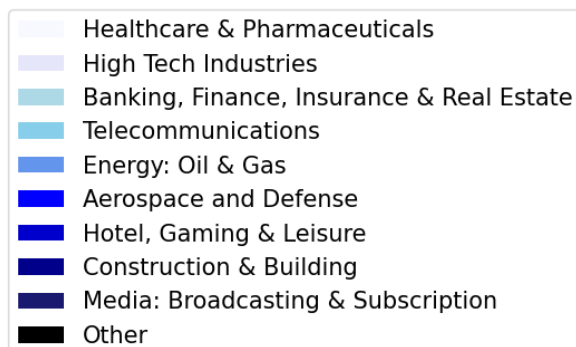 Healthcare & Pharmaceuticals
High Tech Industries
Banking, Finance, Insurance & Real Estate
Telecommunications
Energy: Oil & Gas
Aerospace and Defense
Hotel, Gaming & Leisure
Construction & Building
Media: Broadcasting & Subscription
Other